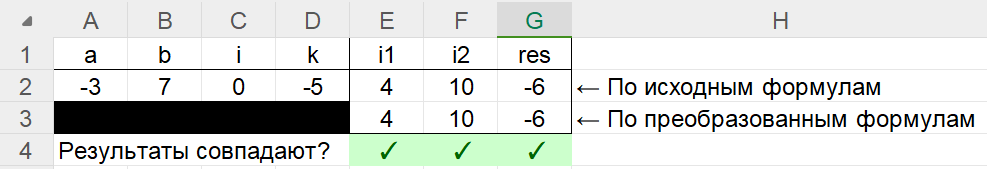 A B C D E F G H
1 a b i k i1 i2 res
2 -3 7 0 -5 4 10 -6 ← По исходным формулам
3 4 10 -6 ← По преобразованным формулам
4 Результаты совпадают? ✓ ✓ ✓